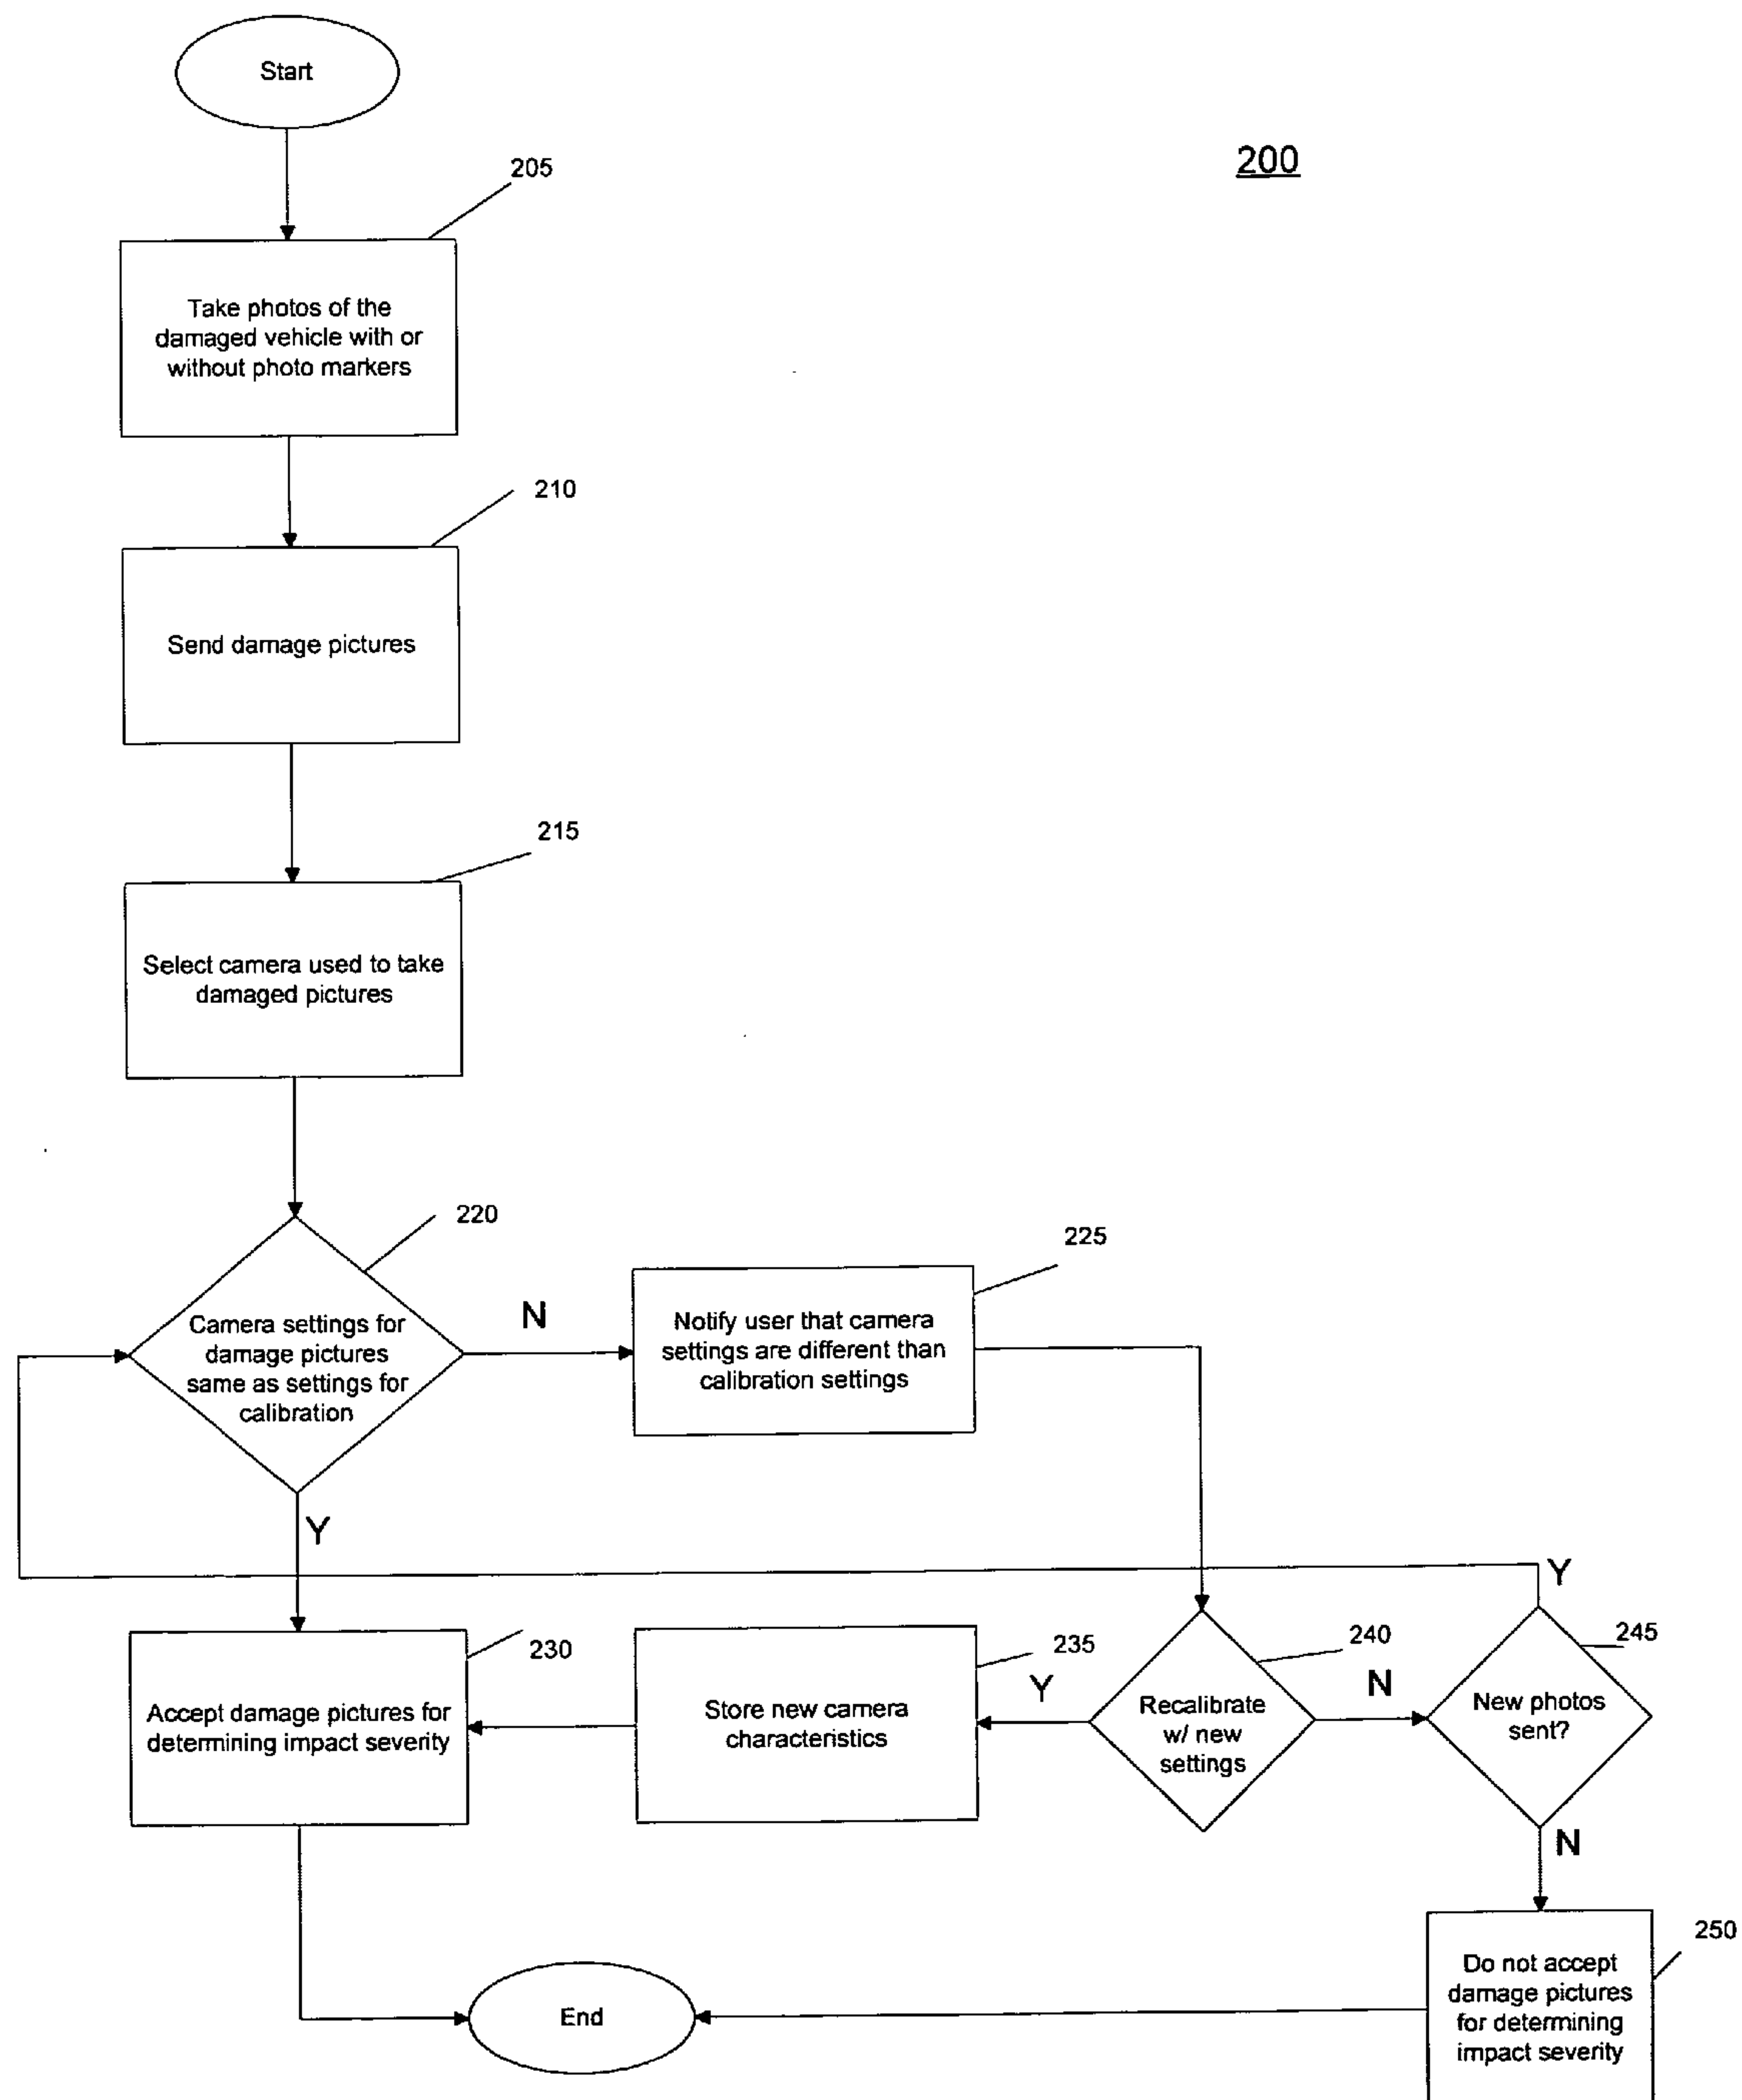 Start
200
205
Take photos of the
damaged vehicle with or
without photo markers
210
Send damage pictures
215
Select camera used to take
damaged pictures
220
Camera settings for
damage pictures
same as settings for
calibration
N
225
Notify user that camera
settings are different than
calibration settings
Y
Y
230
Accept damage pictures for
determining impact severity
235
Store new camera
characteristics
Y
240
Recalibrate
w/ new
settings
N
245
New photos
sent?
N
250
Do not accept
damage pictures
for determining
impact severity
End